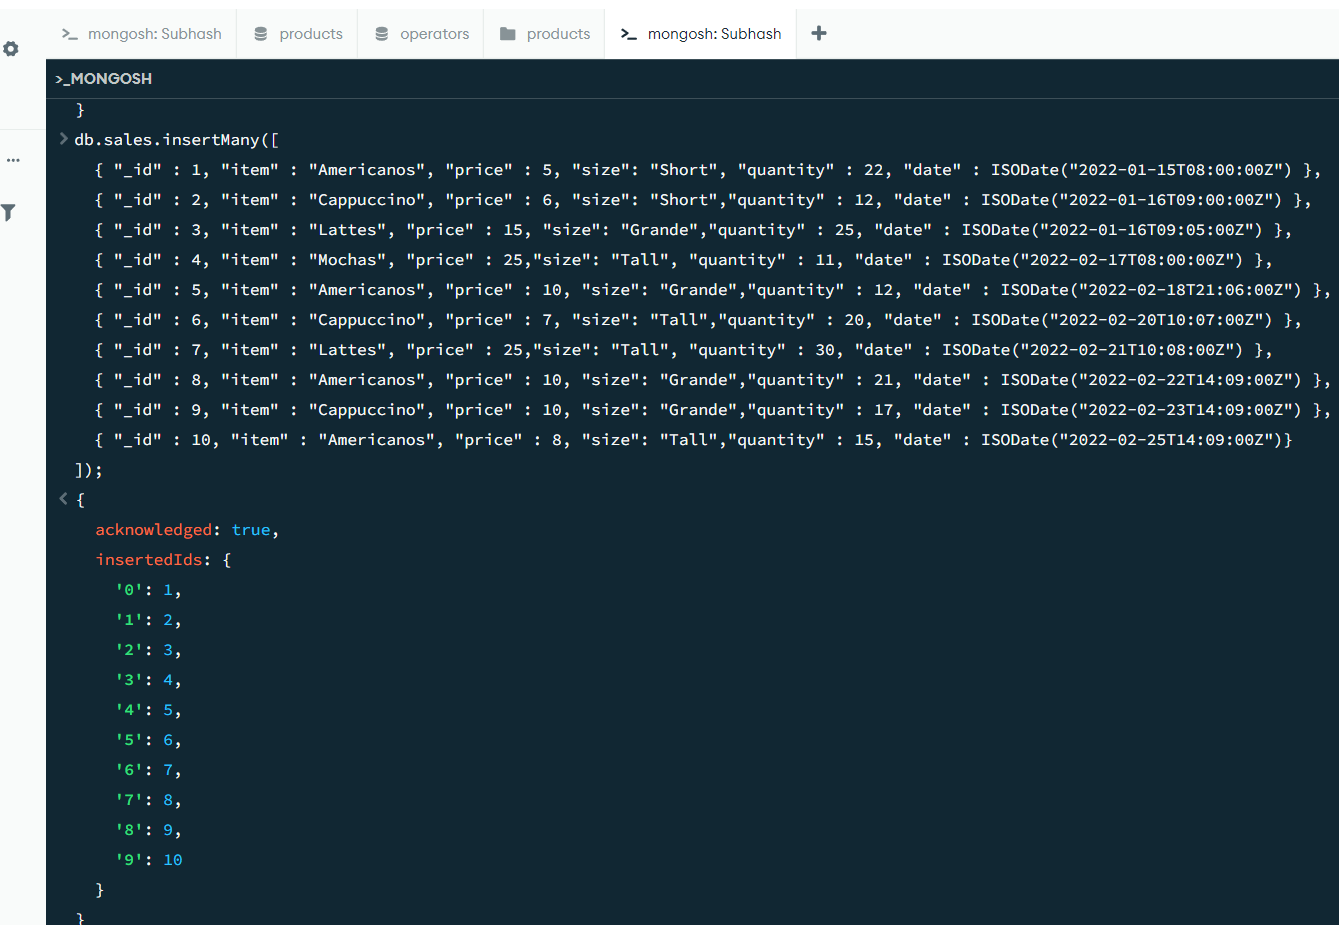 mongosh: Subhash products operators products mongosh: Subhash
>_MONGOSH
}
db.sales.insertMany([
{ "_id" : 1, "item" : "Americanos", "price" : 5, "size": "Short", "quantity" : 22, "date" : ISODate("2022-01-15T08:00:00Z") },
{ "_id" : 2, "item" : "Cappuccino", "price" : 6, "size": "Short","quantity" : 12, "date" : ISODate("2022-01-16T09:00:00Z") },
{ "_id" : 3, "item" : "Lattes", "price" : 15, "size": "Grande","quantity" : 25, "date" : ISODate("2022-01-16T09:05:00Z") },
{ "_id" : 4, "item" : "Mochas", "price" : 25,"size": "Tall", "quantity" : 11, "date" : ISODate("2022-02-17T08:00:00Z") },
{ "_id" : 5, "item" : "Americanos", "price" : 10, "size": "Grande","quantity" : 12, "date" : ISODate("2022-02-18T21:06:00Z") },
{ "_id" : 6, "item" : "Cappuccino", "price" : 7, "size": "Tall","quantity" : 20, "date" : ISODate("2022-02-20T10:07:00Z") },
{ "_id" : 7, "item" : "Lattes", "price" : 25,"size": "Tall", "quantity" : 30, "date" : ISODate("2022-02-21T10:08:00Z") },
{ "_id" : 8, "item" : "Americanos", "price" : 10, "size": "Grande","quantity" : 21, "date" : ISODate("2022-02-22T14:09:00Z") },
{ "_id" : 9, "item" : "Cappuccino", "price" : 10, "size": "Grande","quantity" : 17, "date" : ISODate("2022-02-23T14:09:00Z") },
{ "_id" : 10, "item" : "Americanos", "price" : 8, "size": "Tall","quantity" : 15, "date" : ISODate("2022-02-25T14:09:00Z")}
]);
{
acknowledged: true,
insertedIds: {
'0': 1,
'1': 2,
'2': 3,
'3': 4,
'4': 5,
'5': 6,
'6': 7,
'7': 8,
'8': 9,
'9': 10
}
}